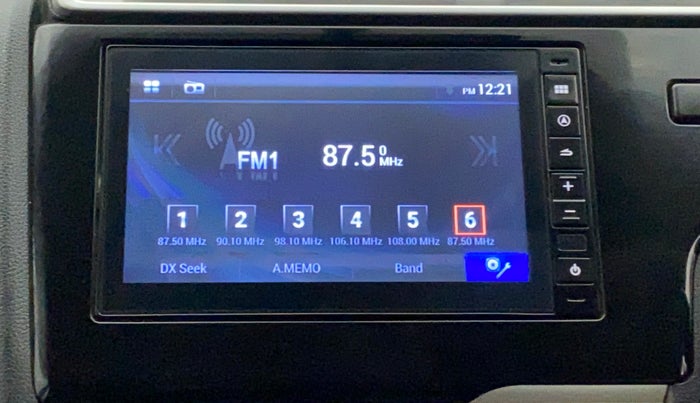 PM 12:21
FM1
87.50 MHz
1 2 3 4 5 6
87.50 MHz 90.10 MHz 98.10 MHz 106.10 MHz 108.00 MHz 87.50 MHz
DX Seek A.MEMO Band